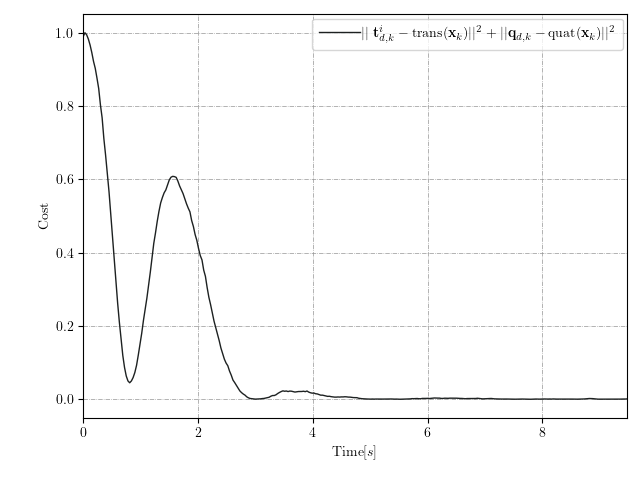 || t^i_{d,k} − trans(x_k)||^2 + ||q_{d,k} − quat(x_k)||^2
1.0
0.8
0.6
0.4
0.2
0.0
Cost
0 2 4 6 8
Time[s]